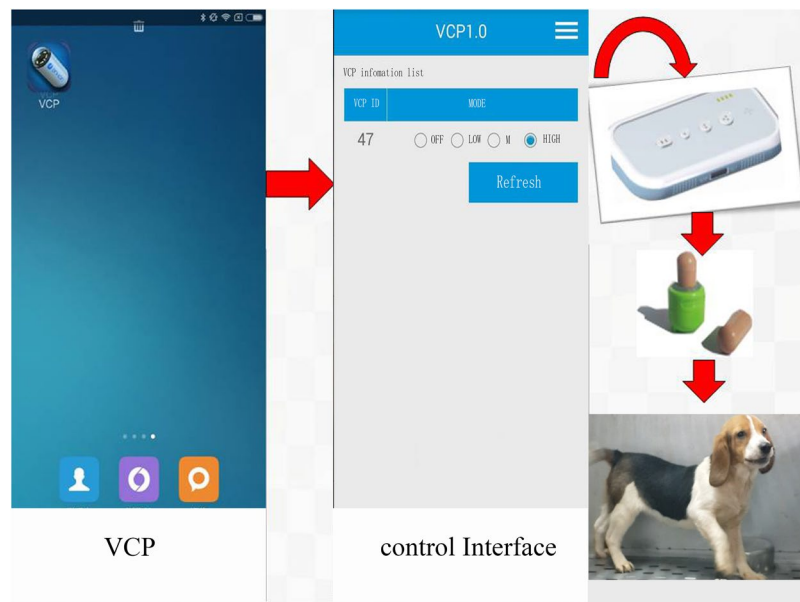 VCP
VCP
VCP1.0
VCP infomation list
VCP ID MODE
47 OFF LOW M HIGH
Refresh
control Interface